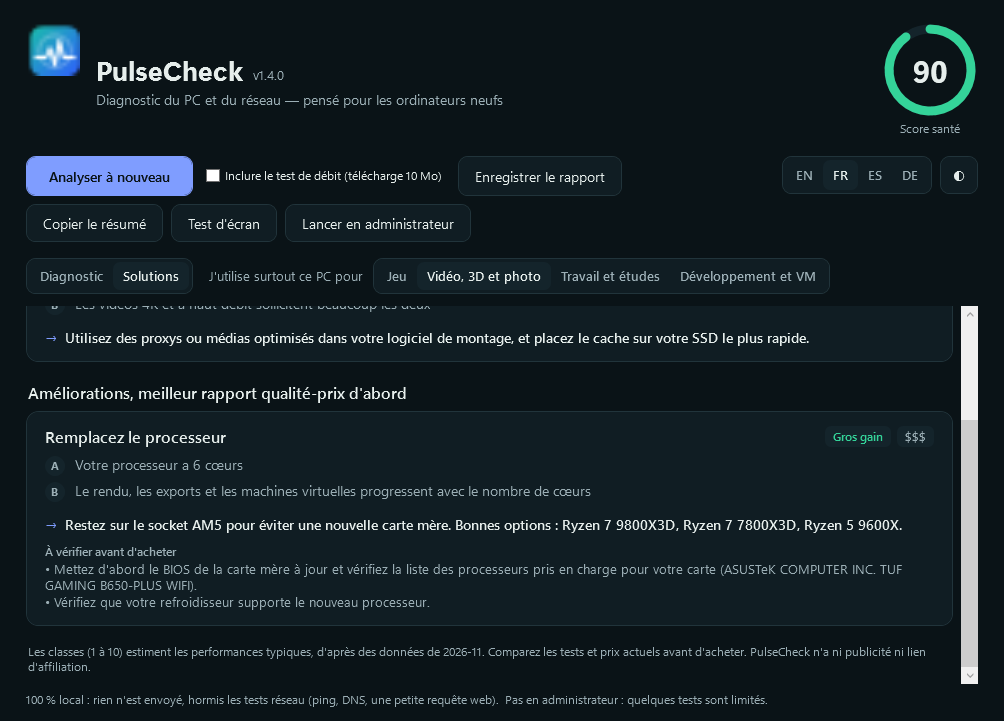 PulseCheck v1.4.0
Diagnostic du PC et du réseau — pensé pour les ordinateurs neufs
90
Score santé
Analyser à nouveau
Inclure le test de débit (télécharge 10 Mo)
Enregistrer le rapport
EN FR ES DE
Copier le résumé
Test d'écran
Lancer en administrateur
Diagnostic Solutions
J'utilise surtout ce PC pour
Jeu Vidéo, 3D et photo Travail et études Développement et VM
B Les vidéos 4K et à haut débit sollicitent beaucoup les deux
→ Utilisez des proxys ou médias optimisés dans votre logiciel de montage, et placez le cache sur votre SSD le plus rapide.
Améliorations, meilleur rapport qualité-prix d'abord
Remplacez le processeur
Gros gain $$$
A Votre processeur a 6 cœurs
B Le rendu, les exports et les machines virtuelles progressent avec le nombre de cœurs
→ Restez sur le socket AM5 pour éviter une nouvelle carte mère. Bonnes options : Ryzen 7 9800X3D, Ryzen 7 7800X3D, Ryzen 5 9600X.
À vérifier avant d'acheter
• Mettez d'abord le BIOS de la carte mère à jour et vérifiez la liste des processeurs pris en charge pour votre carte (ASUSTeK COMPUTER INC. TUF
GAMING B650-PLUS WIFI).
• Vérifiez que votre refroidisseur supporte le nouveau processeur.
Les classes (1 à 10) estiment les performances typiques, d'après des données de 2026-11. Comparez les tests et prix actuels avant d'acheter. PulseCheck n'a ni publicité ni lien
d'affiliation.
100 % local : rien n'est envoyé, hormis les tests réseau (ping, DNS, une petite requête web). Pas en administrateur : quelques tests sont limités.